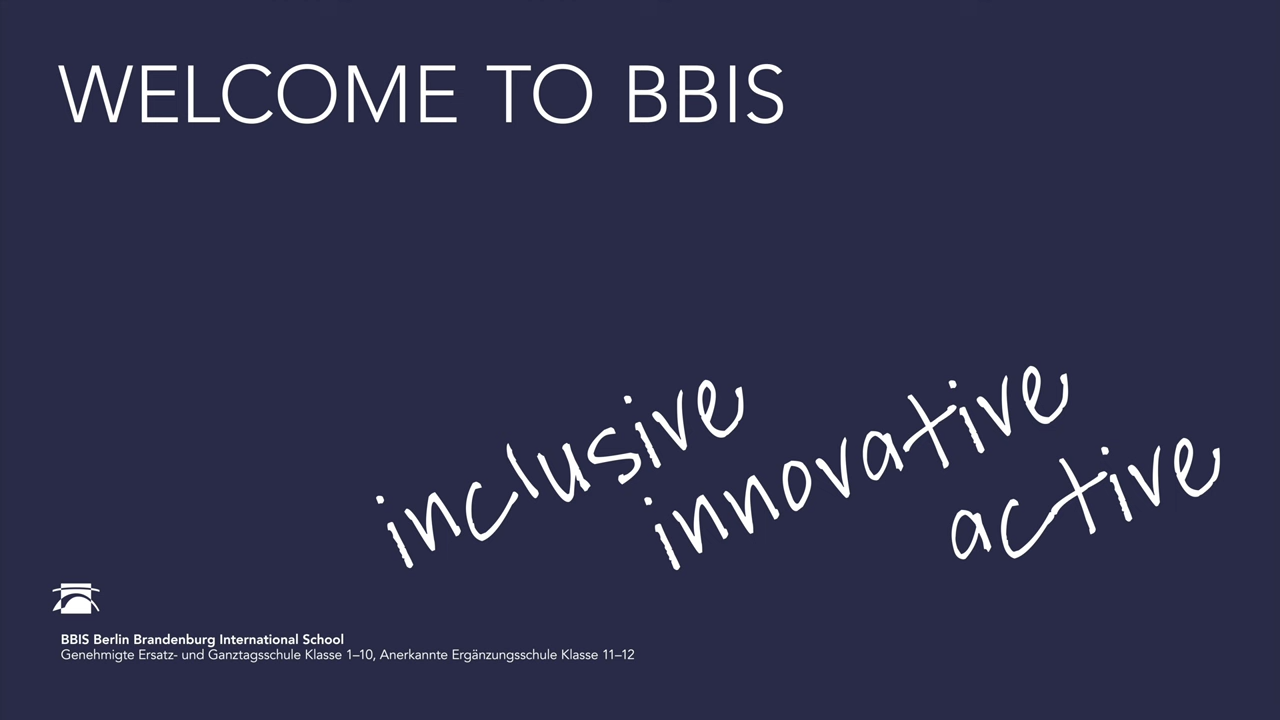 WELCOME TO BBIS
inclusive
innovative
active
BBIS Berlin Brandenburg International School
Genehmigte Ersatz- und Ganztagsschule Klasse 1–10, Anerkannte Ergänzungsschule Klasse 11–12